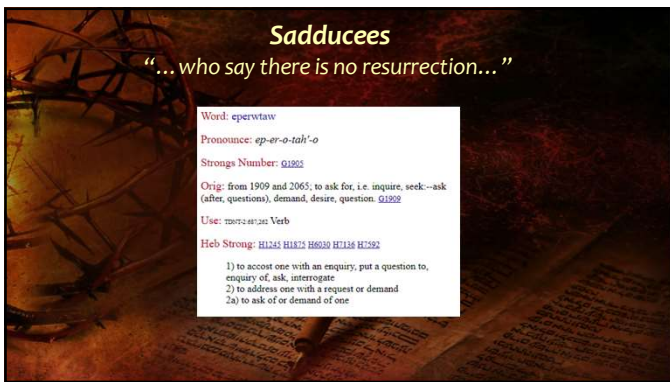 Sadducees
“…who say there is no resurrection…”
Word: eperwtaw
Pronounce: ep-er-o-tah'-o
Strongs Number: G1905
Orig: from 1909 and 2065; to ask for, i.e. inquire, seek:--ask
(after, questions), demand, desire, question. G1909
Use: TDNT-2:687,262 Verb
Heb Strong: H1245 H1875 H6030 H7136 H7592
1) to accost one with an enquiry, put a question to,
enquiry of, ask, interrogate
2) to address one with a request or demand
2a) to ask of or demand of one